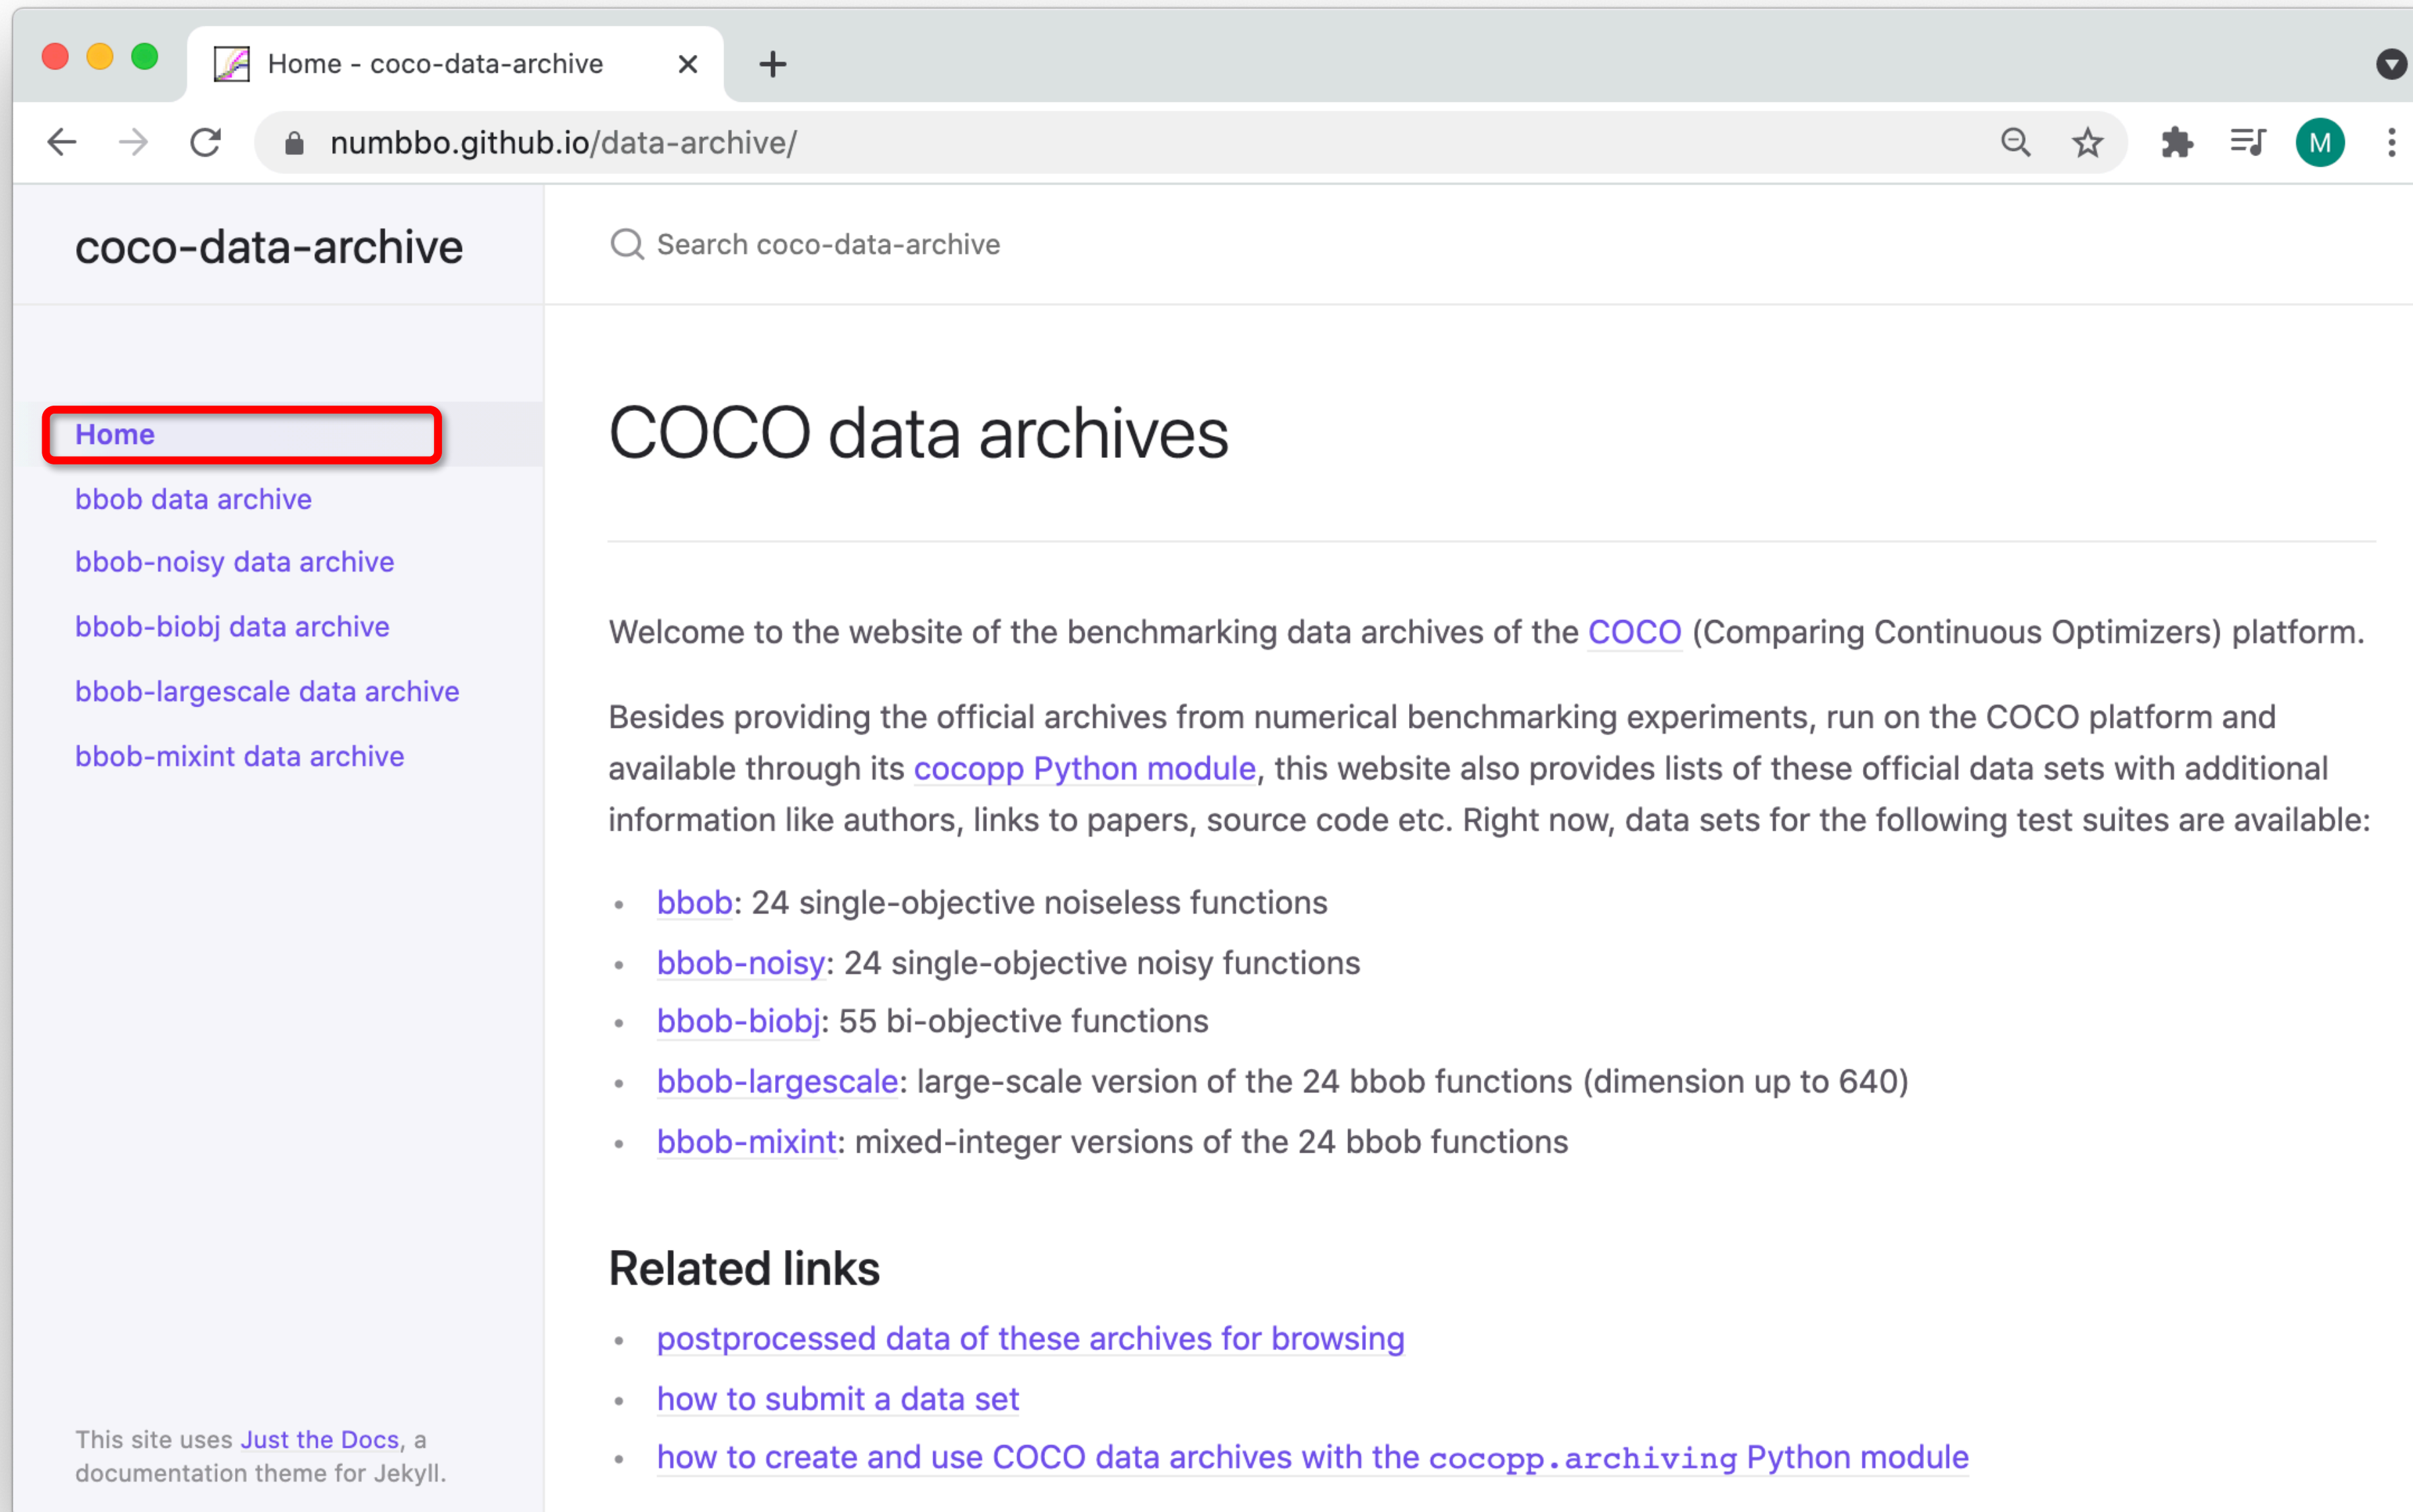 Home - coco-data-archive
numbbo.github.io/data-archive/
M
coco-data-archive
Search coco-data-archive
Home
bbob data archive
bbob-noisy data archive
bbob-biobj data archive
bbob-largescale data archive
bbob-mixint data archive
This site uses Just the Docs, a
documentation theme for Jekyll.
COCO data archives
Welcome to the website of the benchmarking data archives of the COCO (Comparing Continuous Optimizers) platform.
Besides providing the official archives from numerical benchmarking experiments, run on the COCO platform and
available through its cocopp Python module, this website also provides lists of these official data sets with additional
information like authors, links to papers, source code etc. Right now, data sets for the following test suites are available:
• bbob: 24 single-objective noiseless functions
• bbob-noisy: 24 single-objective noisy functions
• bbob-biobj: 55 bi-objective functions
• bbob-largescale: large-scale version of the 24 bbob functions (dimension up to 640)
• bbob-mixint: mixed-integer versions of the 24 bbob functions
Related links
• postprocessed data of these archives for browsing
• how to submit a data set
• how to create and use COCO data archives with the cocopp.archiving Python module